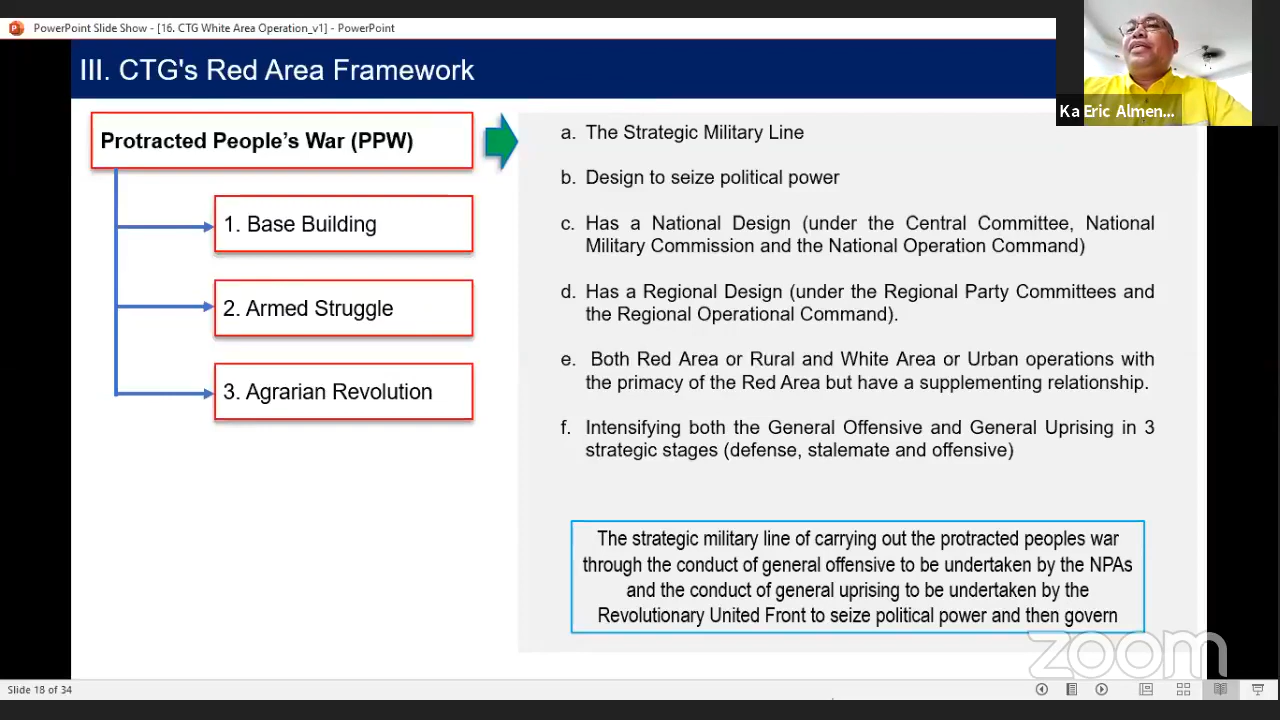 PowerPoint Slide Show - [16. CTG White Area Operation_v1] - PowerPoint
III. CTG's Red Area Framework
Ka Eric Almen...
Protracted People's War (PPW)
1. Base Building
2. Armed Struggle
3. Agrarian Revolution
a. The Strategic Military Line
b. Design to seize political power
c. Has a National Design (under the Central Committee, National
Military Commission and the National Operation Command)
d. Has a Regional Design (under the Regional Party Committees and
the Regional Operational Command).
e. Both Red Area or Rural and White Area or Urban operations with
the primacy of the Red Area but have a supplementing relationship.
f. Intensifying both the General Offensive and General Uprising in 3
strategic stages (defense, stalemate and offensive)
The strategic military line of carrying out the protracted peoples war
through the conduct of general offensive to be undertaken by the NPAs
and the conduct of general uprising to be undertaken by the
Revolutionary United Front to seize political power and then govern
zoom
Slide 18 of 34